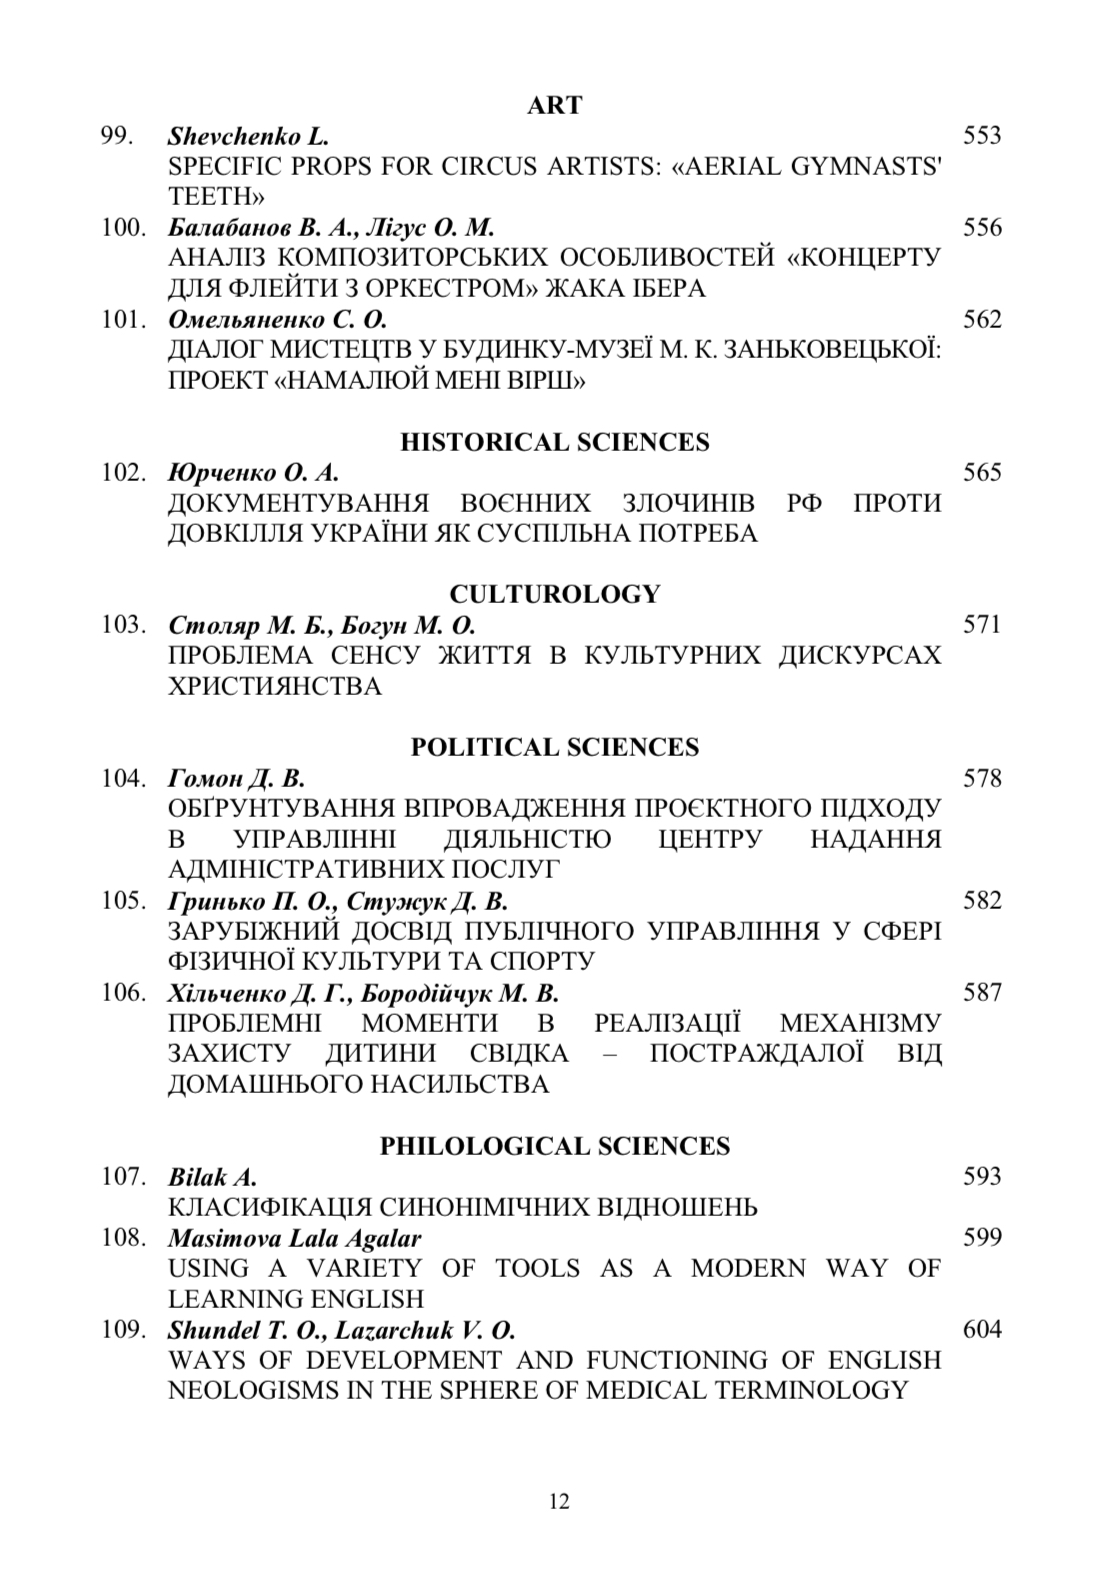 ART
99. Shevchenko L. 553
SPECIFIC PROPS FOR CIRCUS ARTISTS: «AERIAL GYMNASTS'
TEETH»
100. Балабанов В. А., Лігус О. М. 556
АНАЛІЗ КОМПОЗИТОРСЬКИХ ОСОБЛИВОСТЕЙ «КОНЦЕРТУ
ДЛЯ ФЛЕЙТИ З ОРКЕСТРОМ» ЖАКА ІБЕРА
101. Омельяненко С. О. 562
ДІАЛОГ МИСТЕЦТВ У БУДИНКУ-МУЗЕЇ М. К. ЗАНЬКОВЕЦЬКОЇ:
ПРОЕКТ «НАМАЛЮЙ МЕНІ ВІРШ»
HISTORICAL SCIENCES
102. Юрченко О. А. 565
ДОКУМЕНТУВАННЯ ВОЄННИХ ЗЛОЧИНІВ РФ ПРОТИ
ДОВКІЛЛЯ УКРАЇНИ ЯК СУСПІЛЬНА ПОТРЕБА
CULTUROLOGY
103. Столяр М. Б., Богун М. О. 571
ПРОБЛЕМА СЕНСУ ЖИТТЯ В КУЛЬТУРНИХ ДИСКУРСАХ
ХРИСТИЯНСТВА
POLITICAL SCIENCES
104. Гомон Д. В. 578
ОБҐРУНТУВАННЯ ВПРОВАДЖЕННЯ ПРОЄКТНОГО ПІДХОДУ
В УПРАВЛІННІ ДІЯЛЬНІСТЮ ЦЕНТРУ НАДАННЯ
АДМІНІСТРАТИВНИХ ПОСЛУГ
105. Гринько П. О., Стужук Д. В. 582
ЗАРУБІЖНИЙ ДОСВІД ПУБЛІЧНОГО УПРАВЛІННЯ У СФЕРІ
ФІЗИЧНОЇ КУЛЬТУРИ ТА СПОРТУ
106. Хільченко Д. Г., Бородійчук М. В. 587
ПРОБЛЕМНІ МОМЕНТИ В РЕАЛІЗАЦІЇ МЕХАНІЗМУ
ЗАХИСТУ ДИТИНИ СВІДКА – ПОСТРАЖДАЛОЇ ВІД
ДОМАШНЬОГО НАСИЛЬСТВА
PHILOLOGICAL SCIENCES
107. Bilak A. 593
КЛАСИФІКАЦІЯ СИНОНІМІЧНИХ ВІДНОШЕНЬ
108. Masimova Lala Agalar 599
USING A VARIETY OF TOOLS AS A MODERN WAY OF
LEARNING ENGLISH
109. Shundel T. O., Lazarchuk V. O. 604
WAYS OF DEVELOPMENT AND FUNCTIONING OF ENGLISH
NEOLOGISMS IN THE SPHERE OF MEDICAL TERMINOLOGY
12